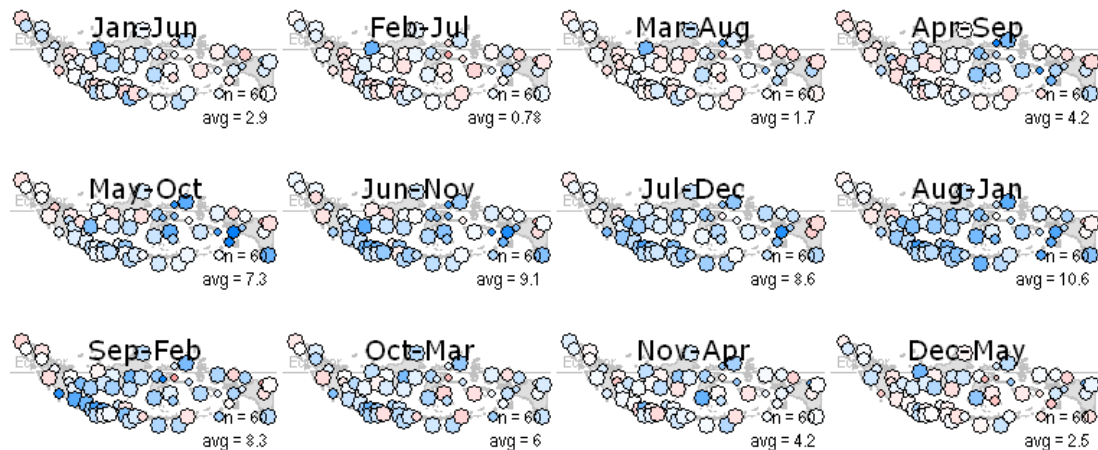 Jan-Jun Feb-Jul Mar-Aug Apr-Sep
n = 60 n = 60 n = 60 n = 60
avg = 2.9 avg = 0.78 avg = 1.7 avg = 4.2
May-Oct Jun-Nov Jul-Dec Aug-Jan
n = 60 n = 60 n = 60 n = 60
avg = 7.3 avg = 9.1 avg = 8.6 avg = 10.6
Sep-Feb Oct-Mar Nov-Apr Dec-May
n = 60 n = 60 n = 60 n = 60
avg = 8.3 avg = 6 avg = 4.2 avg = 2.5